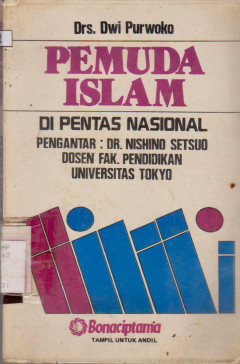 Drs. Dwi Purwoko
PEMUDA
ISLAM
DI PENTAS NASIONAL
PENGANTAR : DR. NISHINO SETSUO
DOSEN FAK. PENDIDIKAN
UNIVERSITAS TOKYO
Bonaciptamia
TAMPIL UNTUK ANDIL